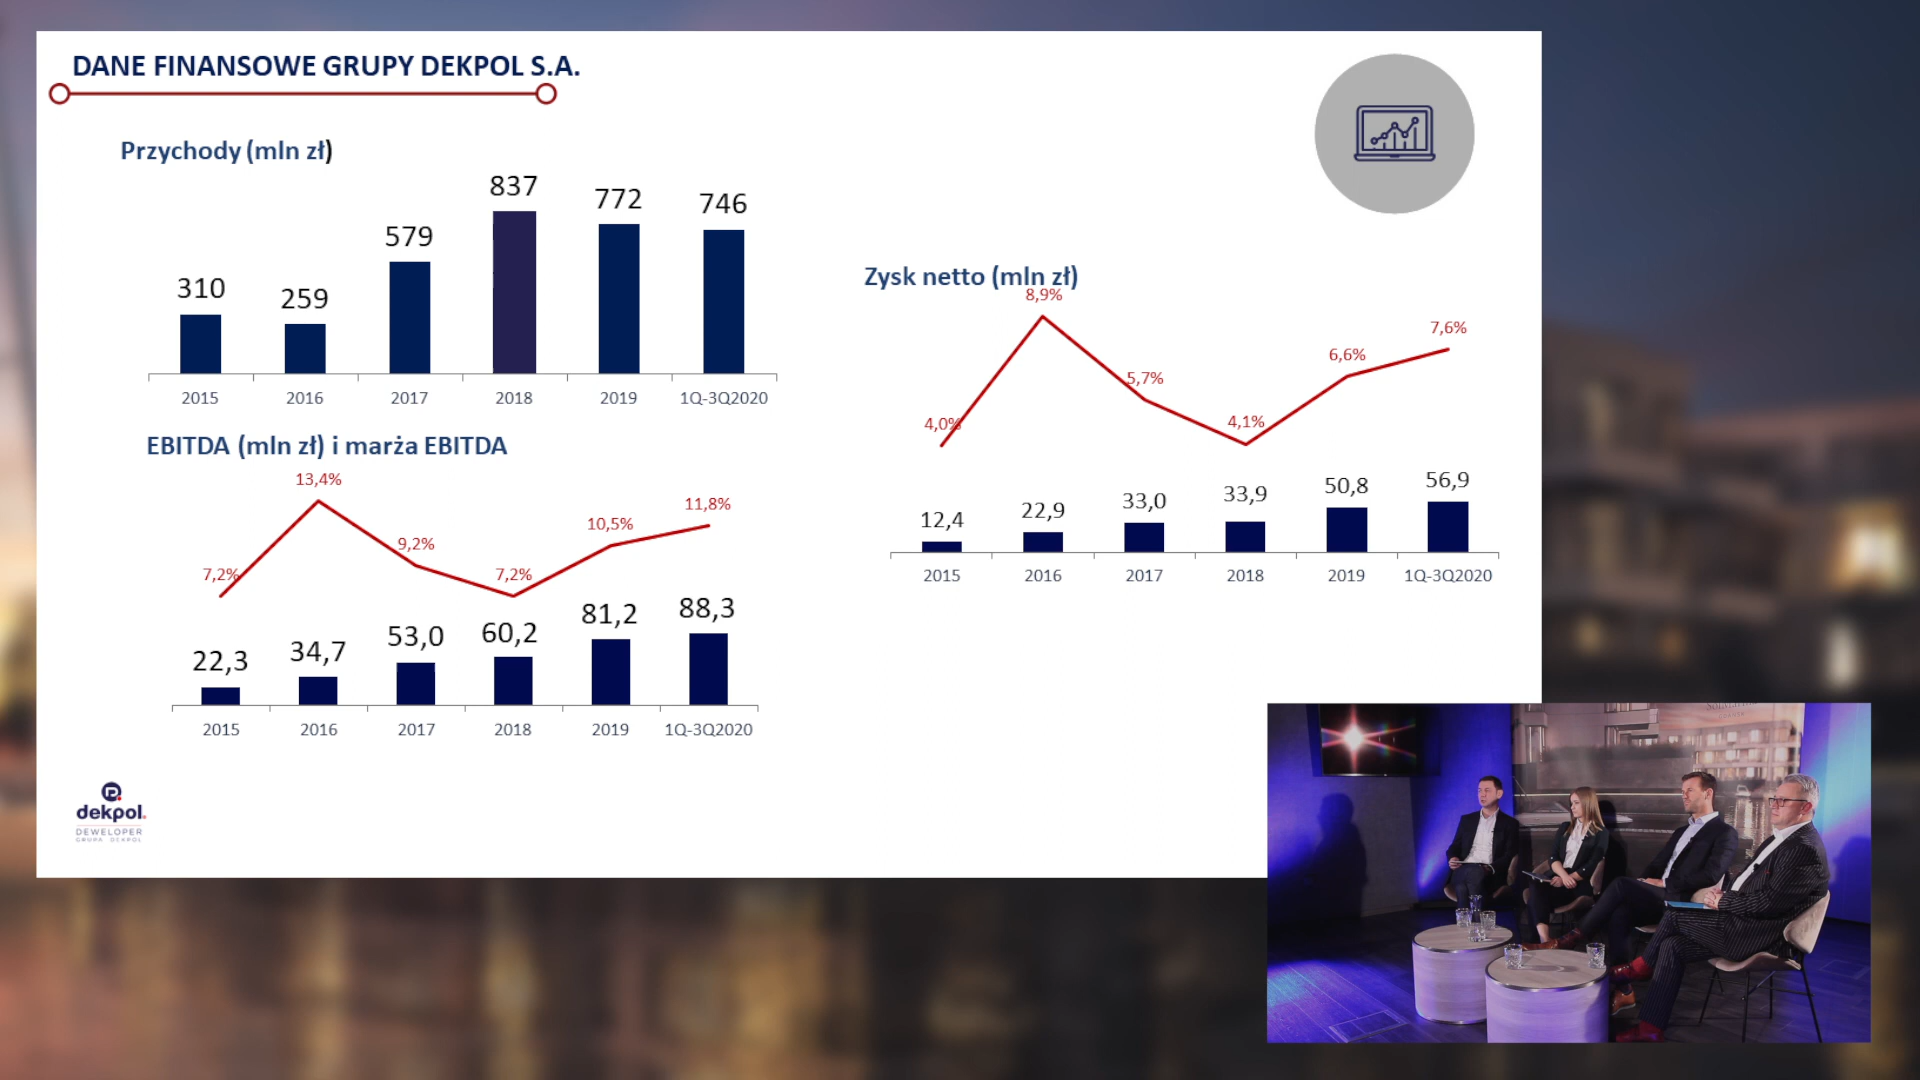 DANE FINANSOWE GRUPY DEKPOL S.A.
Przychody (mln zł)
837
772
746
579
310
259
2015 2016 2017 2018 2019 1Q-3Q2020
EBITDA (mln zł) i marża EBITDA
13,4%
11,8%
10,5%
9,2%
7,2%
7,2%
22,3 34,7 53,0 60,2 81,2 88,3
2015 2016 2017 2018 2019 1Q-3Q2020
Zysk netto (mln zł)
8,9%
7,6%
6,6%
5,7%
4,0%
4,1%
12,4 22,9 33,0 33,9 50,8 56,9
2015 2016 2017 2018 2019 1Q-3Q2020
dekpol.
DEWELOPER
GRUPA DEKPOL